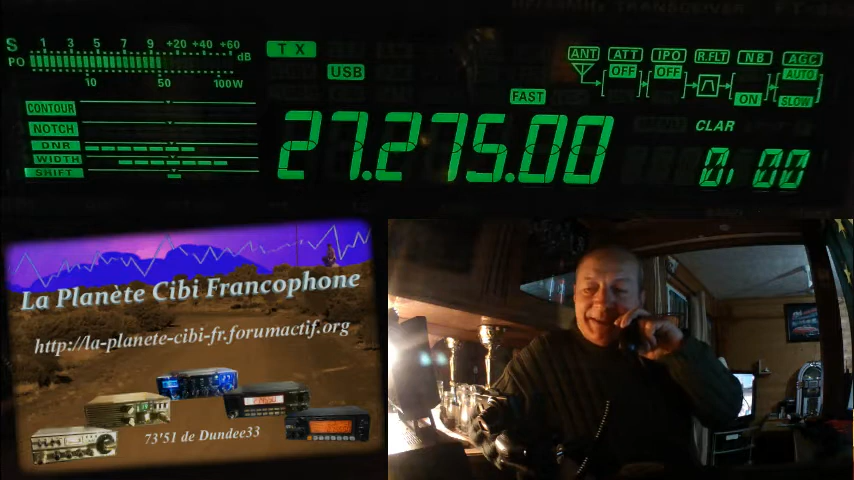 S 1 3 5 7 9 +20 +40 +60 dB
PO 10 50 100W
TX
USB
FAST
ANT ATT IPO R.FLT NB AGC
OFF OFF AUTO
ON SLOW
CONTOUR
NOTCH
DNR
WIDTH
SHIFT
27.275.00
CLAR
0.00
La Planète Cibi Francophone
http://la-planete-cibi-fr.forumactif.org
73'51 de Dundee33